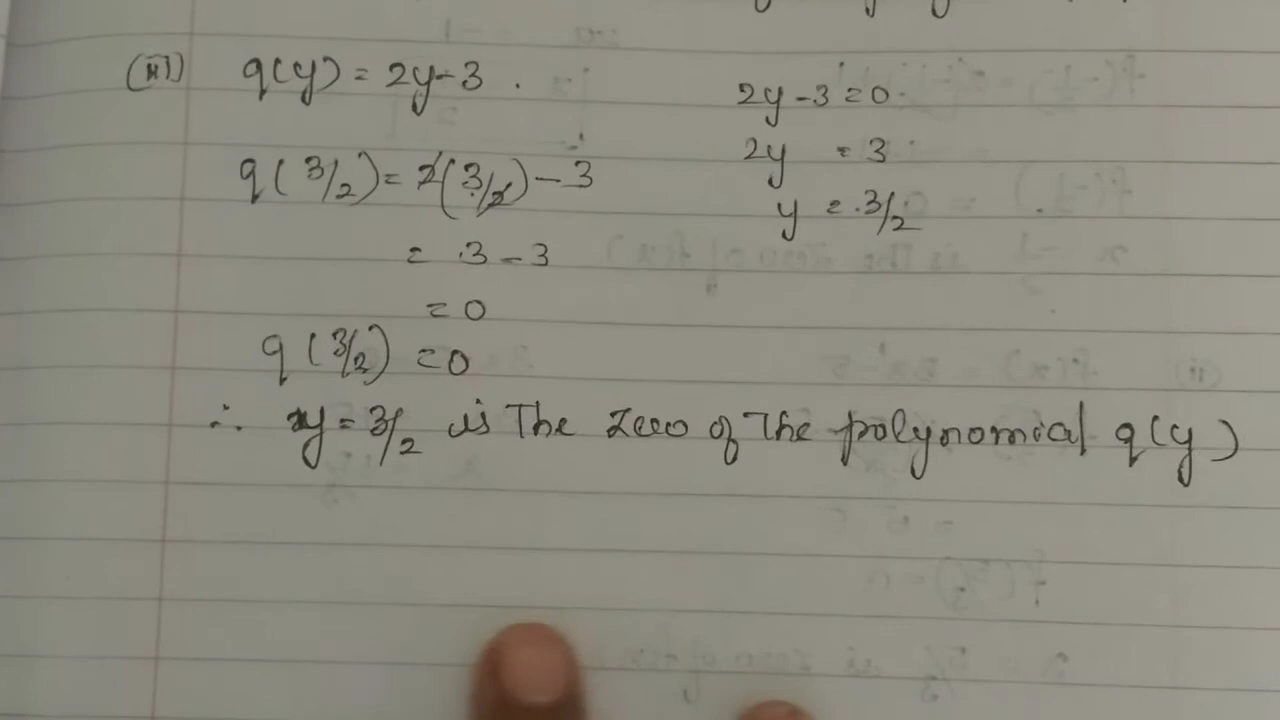 (iii) q(y) = 2y-3 .
q(3/2) = 2(3/2) - 3
= 3 - 3
= 0
q(3/2) = 0
∴ y = 3/2 is The zero of The polynomial q(y)
2y - 3 = 0
2y = 3
y = 3/2